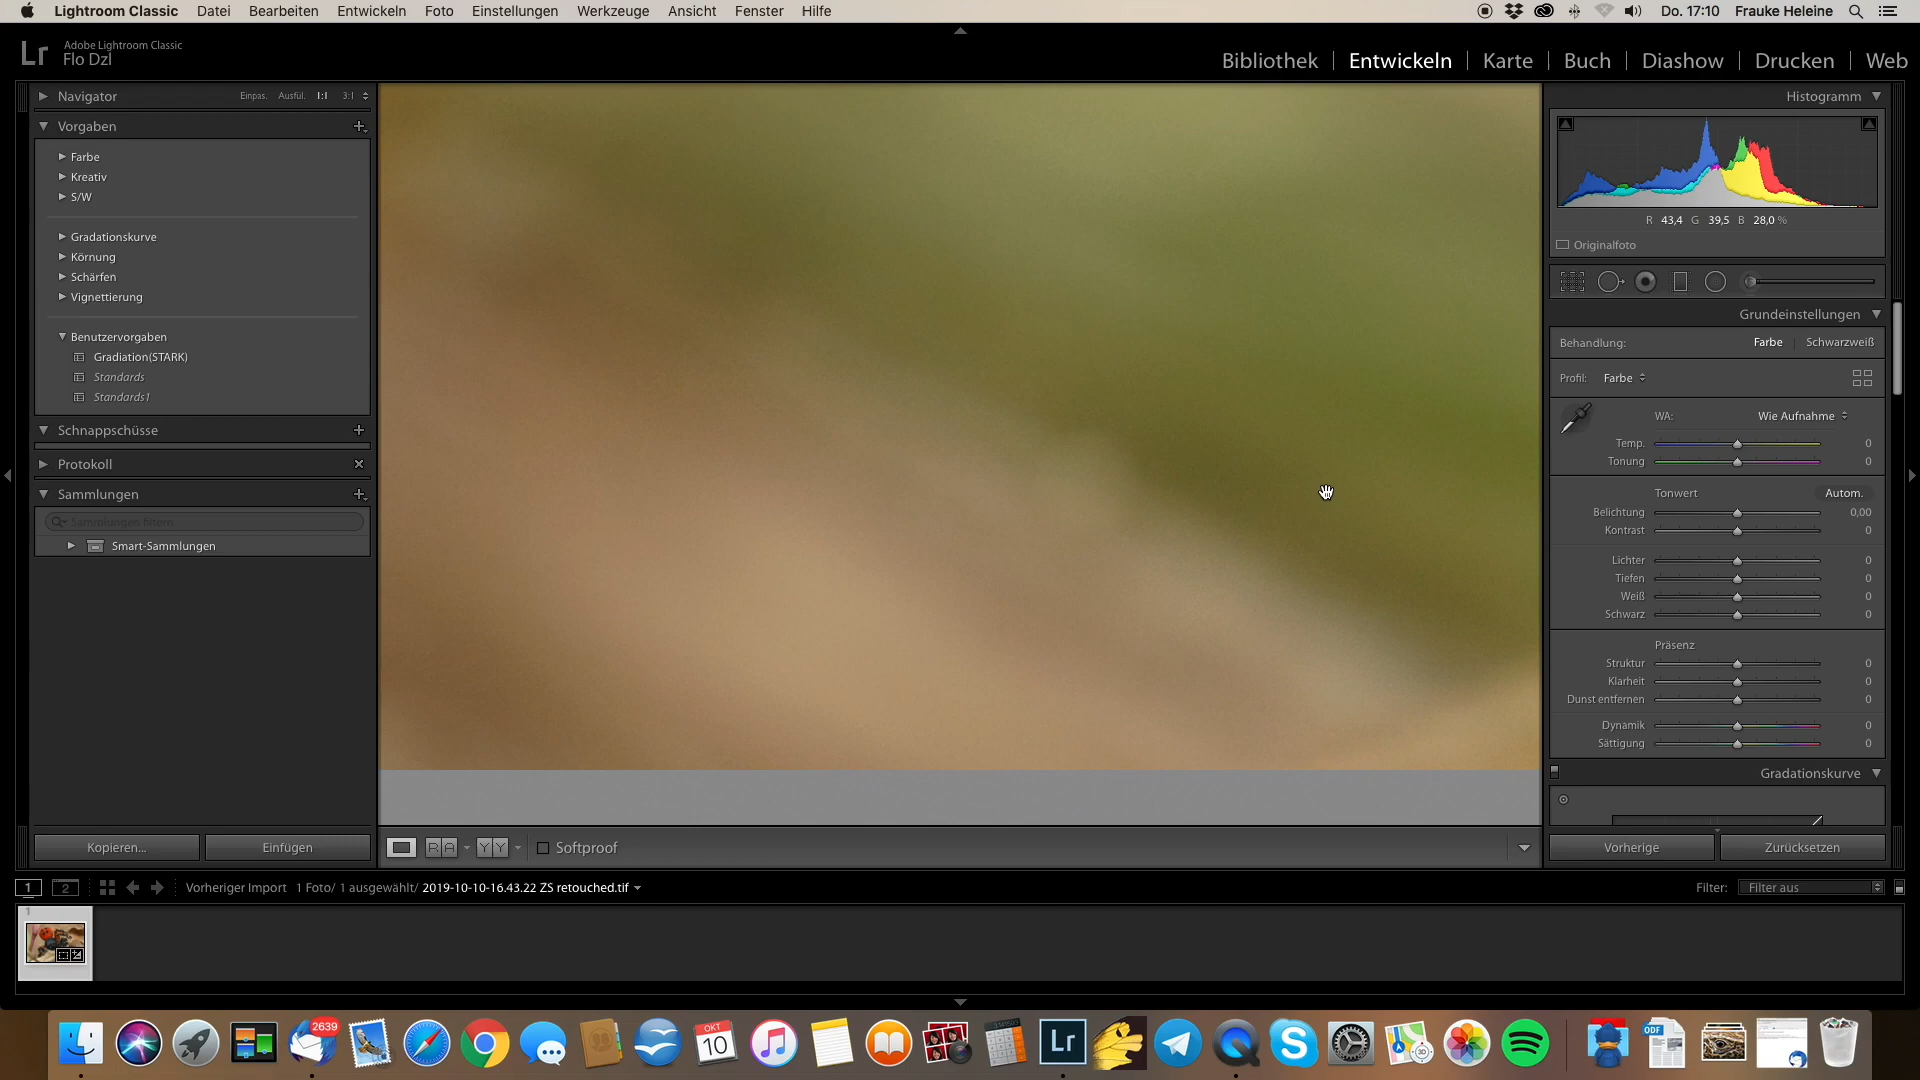 Lightroom Classic Datei Bearbeiten Entwickeln Foto Einstellungen Werkzeuge Ansicht Fenster Hilfe Do. 17:10 Frauke Heleine
Lr Adobe Lightroom Classic
Flo Dzl
Bibliothek | Entwickeln | Karte | Buch | Diashow | Drucken | Web
Navigator Einpas. Ausfül. 1:1 3:1
Histogramm
Vorgaben
Farbe
Kreativ
S/W
Gradationskurve
Körnung
Schärfen
Vignettierung
Benutzervorgaben
Gradiation(STARK)
Standards
Standards1
Schnappschüsse
Protokoll
Sammlungen
Sammlungen filtern
Smart-Sammlungen
Kopieren... Einfügen
R A Y Y Softproof
R 43,4 G 39,5 B 28,0 %
Originalfoto
Grundeinstellungen
Behandlung: Farbe | Schwarzweiß
Profil: Farbe
WA: Wie Aufnahme
Temp. 0
Tonung 0
Tonwert Autom.
Belichtung 0,00
Kontrast 0
Lichter 0
Tiefen 0
Weiß 0
Schwarz 0
Präsenz
Struktur 0
Klarheit 0
Dunst entfernen 0
Dynamik 0
Sättigung 0
Gradationskurve
Vorherige Zurücksetzen
1 2 Vorheriger Import 1 Foto/ 1 ausgewählt/ 2019-10-10-16.43.22 ZS retouched.tif Filter: Filter aus
1
2639
OKT
10
Lr
3D
ODF